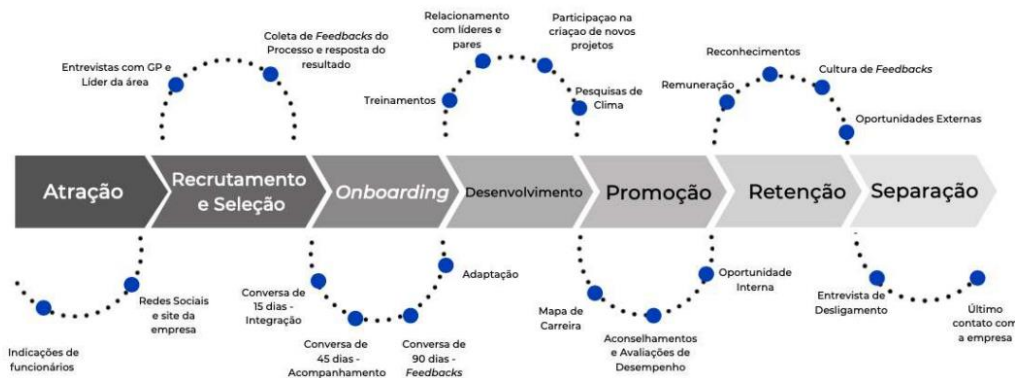 Entrevistas com GP e
Líder da área
Coleta de Feedbacks do
Processo e resposta do
resultado
Treinamentos
Relacionamento
com líderes e
pares
Participaçao na
criaçao de novos
projetos
Pesquisas de
Clima
Remuneração
Reconhecimentos
Cultura de Feedbacks
Oportunidades Externas
Atração
Recrutamento
e Seleção
Onboarding
Desenvolvimento
Promoção
Retenção
Separação
Indicações de
funcionários
Redes Sociais
e site da
empresa
Conversa de
15 dias -
Integração
Conversa de
45 dias -
Acompanhamento
Conversa de
90 dias -
Feedbacks
Adaptação
Mapa de
Carreira
Aconselhamentos
e Avaliações de
Desempenho
Oportunidade
Interna
Entrevista de
Desligamento
Último
contato com
a empresa